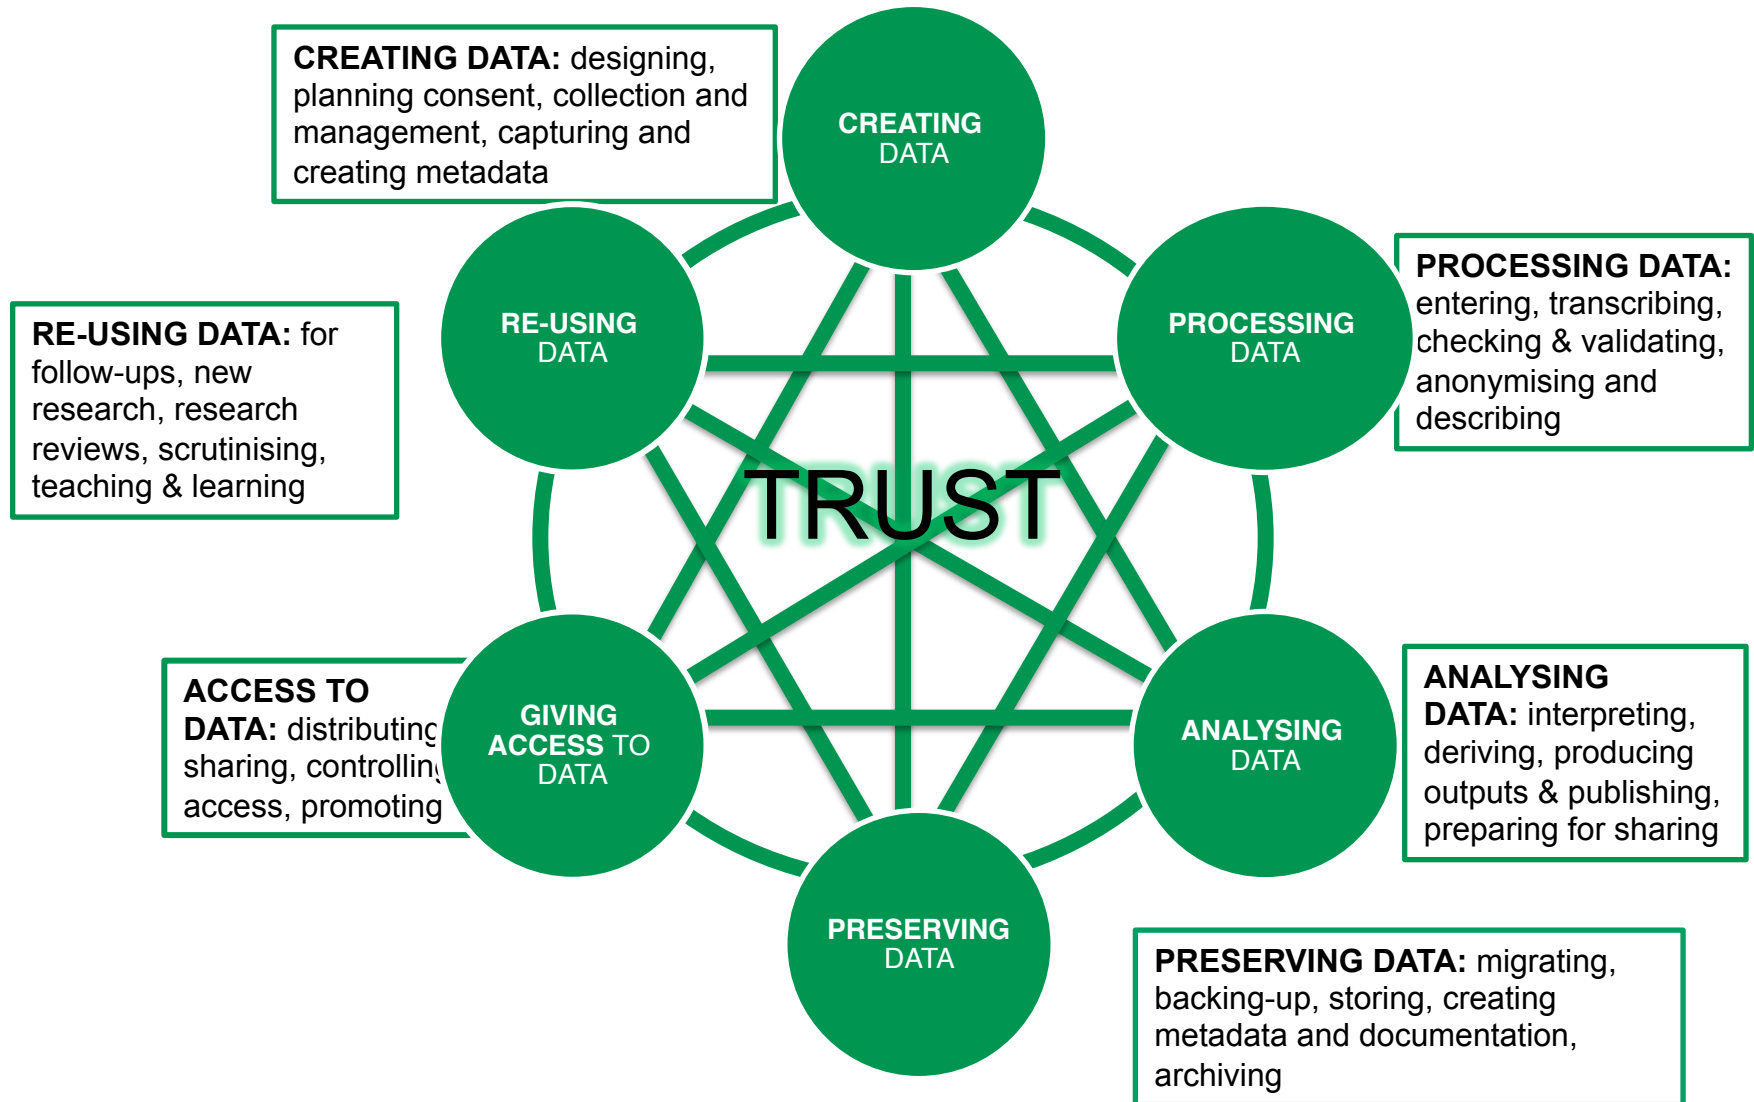 CREATING DATA: designing,
planning consent, collection and
management, capturing and
creating metadata
CREATING
DATA
PROCESSING
DATA
PROCESSING DATA:
entering, transcribing,
checking & validating,
anonymising and
describing
RE-USING
DATA
RE-USING DATA: for
follow-ups, new
research, research
reviews, scrutinising,
teaching & learning
TRUST
ACCESS TO
DATA: distributing
sharing, controlling
access, promoting
GIVING
ACCESS TO
DATA
ANALYSING
DATA
ANALYSING
DATA: interpreting,
deriving, producing
outputs & publishing,
preparing for sharing
PRESERVING
DATA
PRESERVING DATA: migrating,
backing-up, storing, creating
metadata and documentation,
archiving